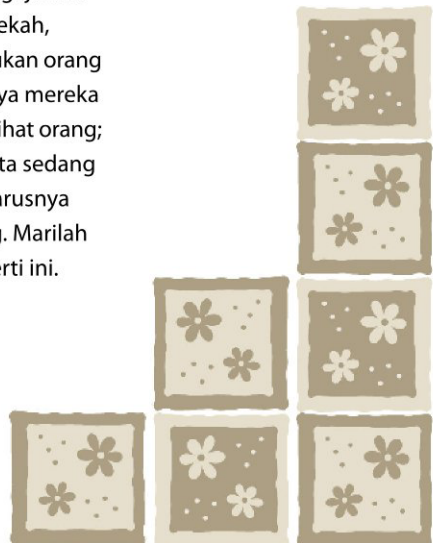 ekah,
ukan orang
ya mereka
ihat orang;
ta sedang
arusnya
g. Marilah
erti ini.